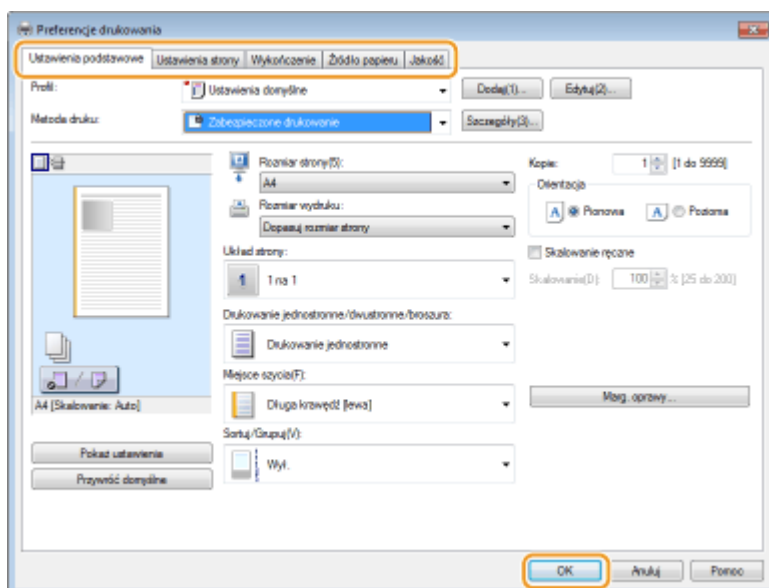 Preferencje drukowania
Ustawienia podstawowe Ustawienia strony Wykończenie Źródło papieru Jakość
Profil: Ustawienia domyślne Dodaj(1)... Edytuj(2)...
Metoda druku: Zabezpieczone drukowanie Szczegóły(3)...
Rozmiar strony(5): Kopie: 1 [1 do 9999]
A4 Orientacja
Rozmiar wydruku: A Pionowa A Pozioma
Dopasuj rozmiar strony
Układ strony: Skalowanie ręczne
1 1 na 1 Skalowanie(D): 100 % [25 do 200]
Drukowanie jednostronne/dwustronne/broszura:
Drukowanie jednostronne
Miejsce szycia(F):
A4 [Skalowanie: Auto] Długa krawędź [lewa] Marg. oprawy...
Sortuj/Grupuj(V):
Pokaż ustawienia Wył.
Przywróć domyślne
OK Anuluj Pomoc